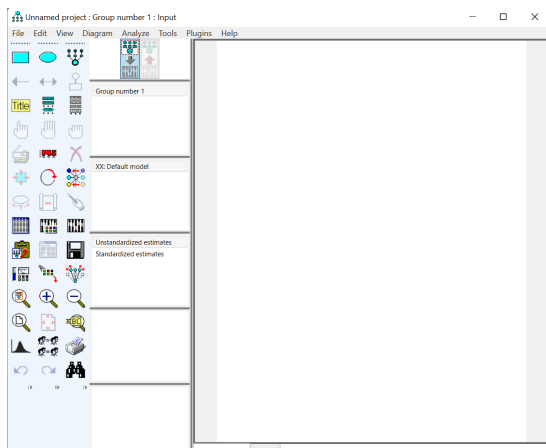 Unnamed project : Group number 1 : Input
File Edit View Diagram Analyze Tools Plugins Help
Title
Group number 1
XX: Default model
Unstandardized estimates
Standardized estimates